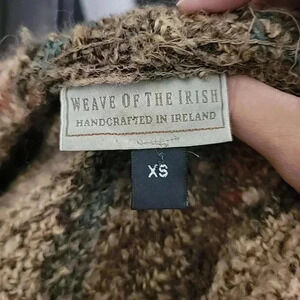 WEAVE OF THE IRISH
HANDCRAFTED IN IRELAND
XS